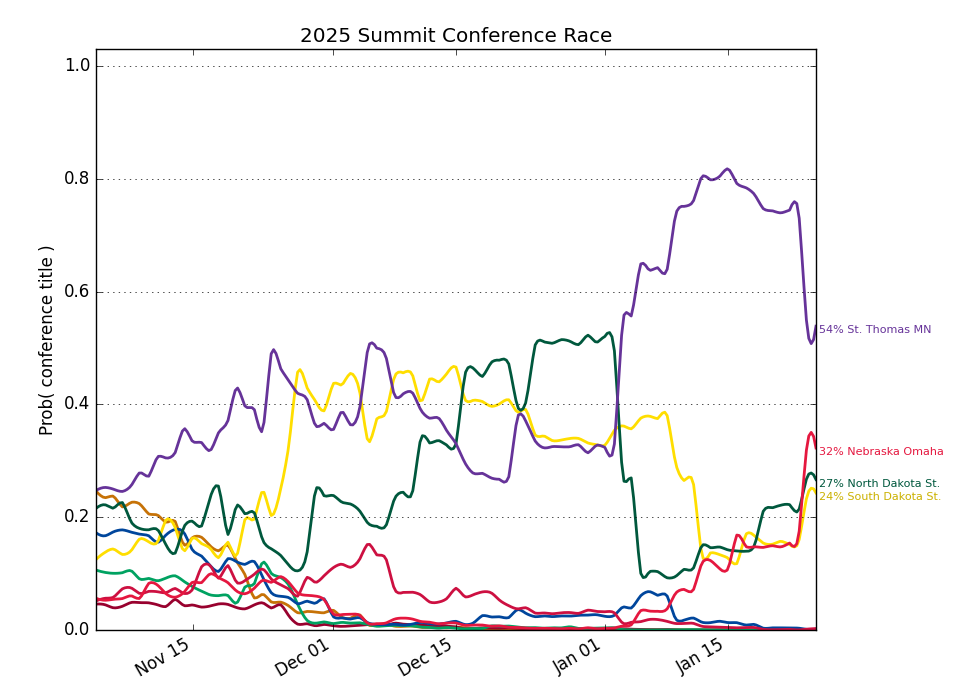 2025 Summit Conference Race
Prob( conference title )
1.0
0.8
0.6
0.4
0.2
0.0
Nov 15
Dec 01
Dec 15
Jan 01
Jan 15
54% St. Thomas MN
32% Nebraska Omaha
27% North Dakota St.
24% South Dakota St.